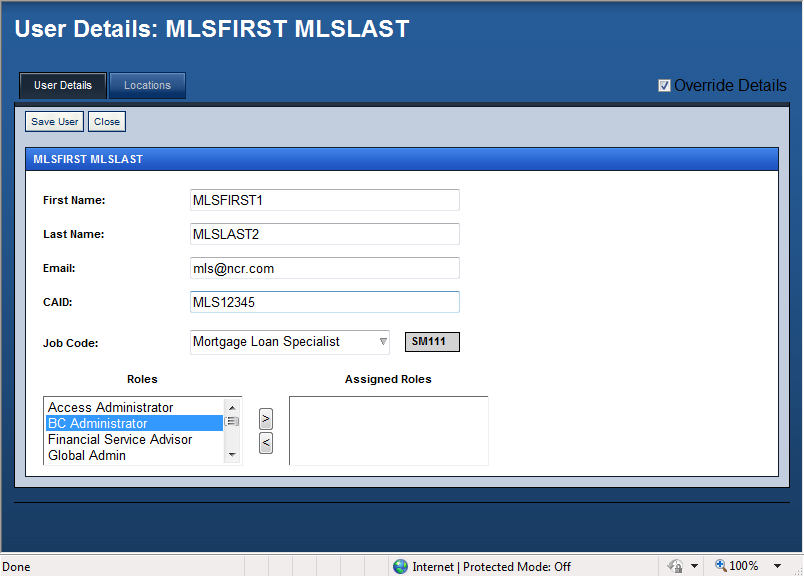 User Details: MLSFIRST MLSLAST
User Details
Locations
Override Details
Save User
Close
MLSFIRST MLSLAST
First Name:
MLSFIRST1
Last Name:
MLSLAST2
Email:
mls@ncr.com
CAID:
MLS12345
Job Code:
Mortgage Loan Specialist
SM111
Roles
Assigned Roles
Access Administrator
BC Administrator
Financial Service Advisor
Global Admin
>
<
Done
Internet | Protected Mode: Off
100%